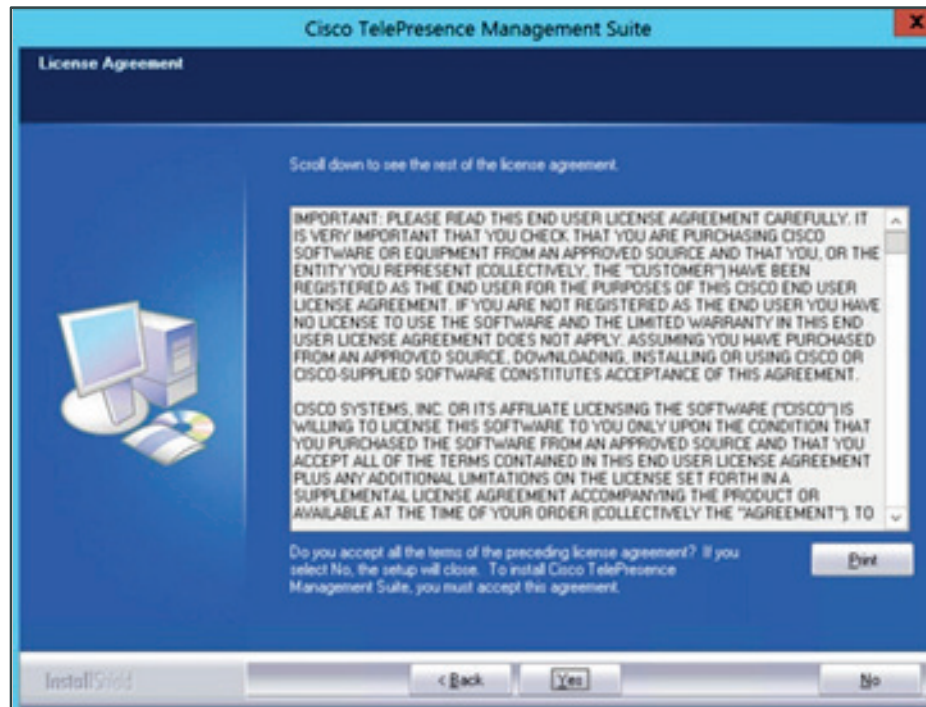 Cisco TelePresence Management Suite
x
License Agreement
Scroll down to see the rest of the license agreement.
IMPORTANT: PLEASE READ THIS END USER LICENSE AGREEMENT CAREFULLY. IT
IS VERY IMPORTANT THAT YOU CHECK THAT YOU ARE PURCHASING CISCO
SOFTWARE OR EQUIPMENT FROM AN APPROVED SOURCE AND THAT YOU, OR THE
ENTITY YOU REPRESENT (COLLECTIVELY, THE "CUSTOMER") HAVE BEEN
REGISTERED AS THE END USER FOR THE PURPOSES OF THIS CISCO END USER
LICENSE AGREEMENT. IF YOU ARE NOT REGISTERED AS THE END USER YOU HAVE
NO LICENSE TO USE THE SOFTWARE AND THE LIMITED WARRANTY IN THIS END
USER LICENSE AGREEMENT DOES NOT APPLY. ASSUMING YOU HAVE PURCHASED
FROM AN APPROVED SOURCE, DOWNLOADING, INSTALLING OR USING CISCO OR
CISCO-SUPPLIED SOFTWARE CONSTITUTES ACCEPTANCE OF THIS AGREEMENT.
CISCO SYSTEMS, INC. OR ITS AFFILIATE LICENSING THE SOFTWARE ("CISCO") IS
WILLING TO LICENSE THIS SOFTWARE TO YOU ONLY UPON THE CONDITION THAT
YOU PURCHASED THE SOFTWARE FROM AN APPROVED SOURCE AND THAT YOU
ACCEPT ALL OF THE TERMS CONTAINED IN THIS END USER LICENSE AGREEMENT
PLUS ANY ADDITIONAL LIMITATIONS ON THE LICENSE SET FORTH IN A
SUPPLEMENTAL LICENSE AGREEMENT ACCOMPANYING THE PRODUCT OR
AVAILABLE AT THE TIME OF YOUR ORDER (COLLECTIVELY THE "AGREEMENT"). TO
Do you accept all the terms of the preceding license agreement? If you
select No, the setup will close. To install Cisco TelePresence
Management Suite, you must accept this agreement.
Print
InstallShield
< Back
Yes
No